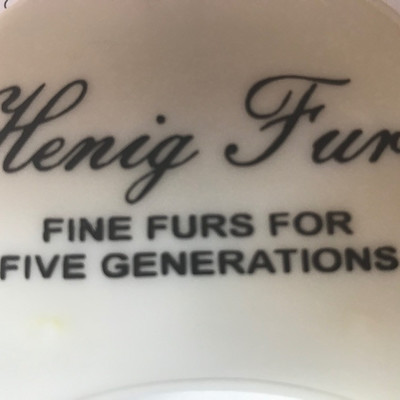 Henig Fur
FINE FURS FOR
FIVE GENERATIONS